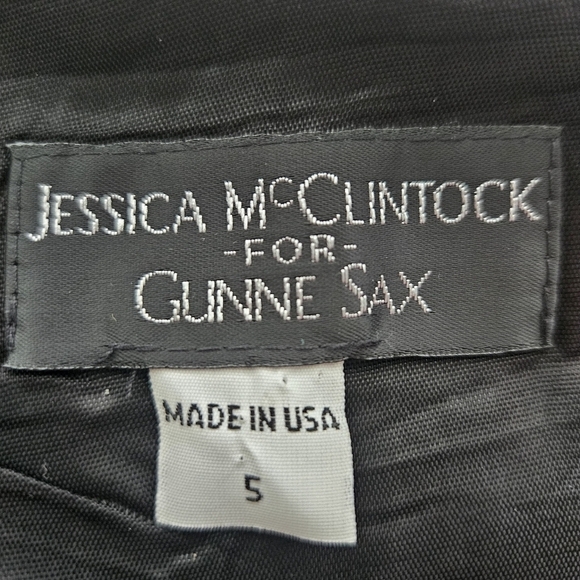 JESSICA MCCLINTOCK
-FOR-
GUNNE SAX
MADE IN USA
5